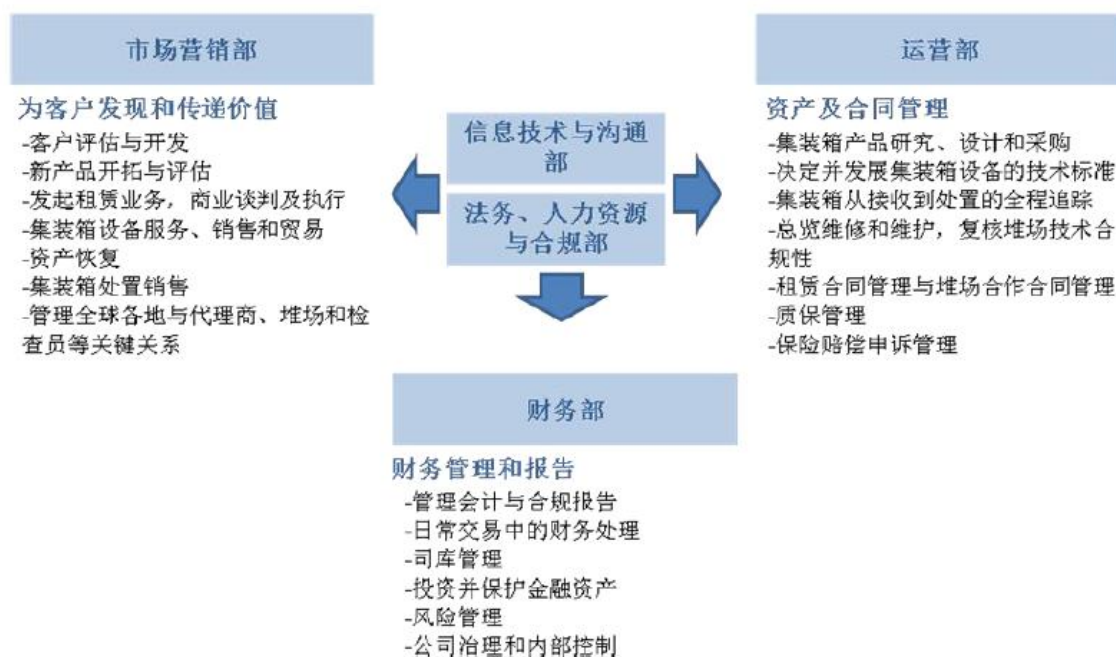 市场营销部
为客户发现和传递价值
-客户评估与开发
-新产品开拓与评估
-发起租赁业务，商业谈判及执行
-集装箱设备服务、销售和贸易
-资产恢复
-集装箱处置销售
-管理全球各地与代理商、堆场和检
查员等关键关系
信息技术与沟通
部
法务、人力资源
与合规部
运营部
资产及合同管理
-集装箱产品研究、设计和采购
-决定并发展集装箱设备的技术标准
-集装箱从接收到处置的全程追踪
-总览维修和维护，复核堆场技术合
规性
-租赁合同管理与堆场合作合同管理
-质保管理
-保险赔偿申诉管理
财务部
财务管理和报告
-管理会计与合规报告
-日常交易中的财务处理
-司库管理
-投资并保护金融资产
-风险管理
-公司治理和内部控制